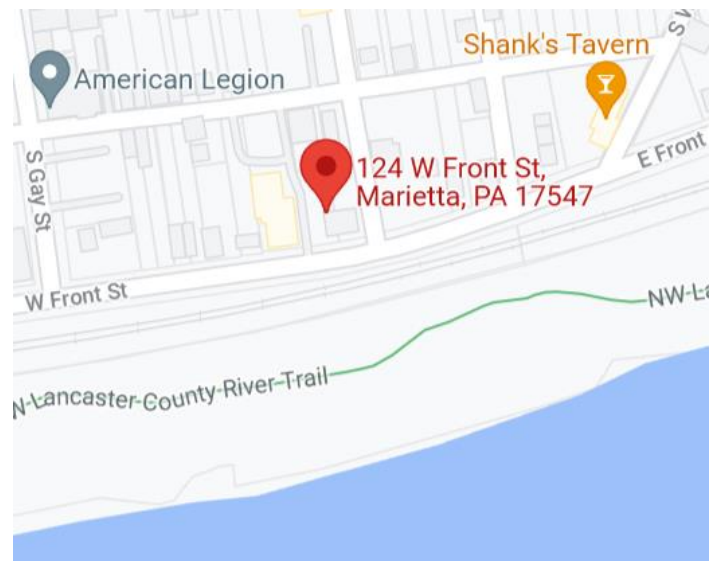 Shank's Tavern
S W
American Legion
124 W Front St,
Marietta, PA 17547
E Front
S Gay St
W Front St
NW-La
N-Lancaster-County-River-Trail